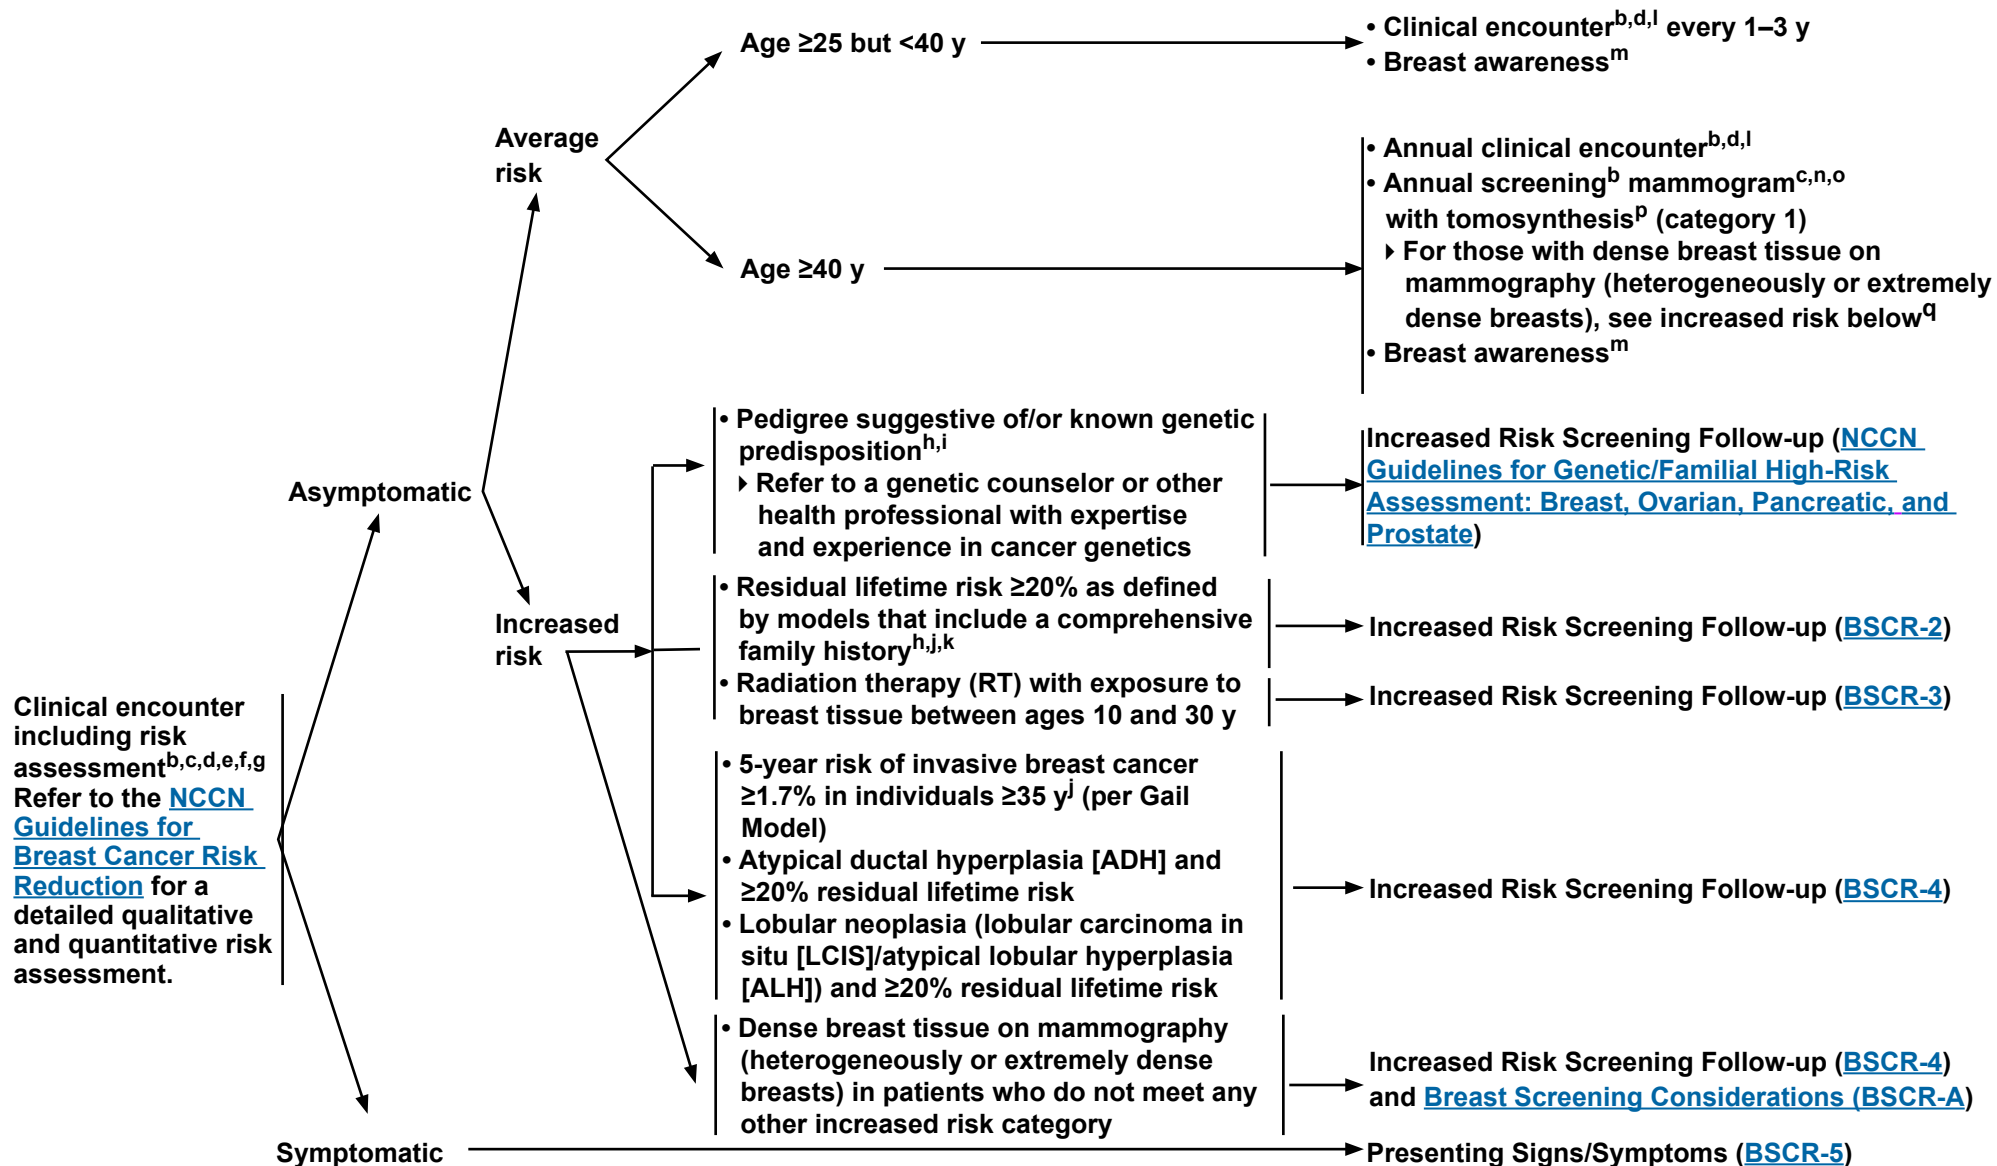 Clinical encounter
including risk
assessmentb,c,d,e,f,g
Refer to the NCCN
Guidelines for
Breast Cancer Risk
Reduction for a
detailed qualitative
and quantitative risk
assessment.
Asymptomatic
Average
risk
Age ≥25 but <40 y
• Clinical encounterb,d,l every 1–3 y
• Breast awarenessm
Age ≥40 y
• Annual clinical encounterb,d,l
• Annual screeningb mammogramc,n,o
with tomosynthesisp (category 1)
▸ For those with dense breast tissue on
mammography (heterogeneously or extremely
dense breasts), see increased risk belowq
• Breast awarenessm
Increased
risk
• Pedigree suggestive of/or known genetic
predispositionh,i
▸ Refer to a genetic counselor or other
health professional with expertise
and experience in cancer genetics
Increased Risk Screening Follow-up (NCCN
Guidelines for Genetic/Familial High-Risk
Assessment: Breast, Ovarian, Pancreatic, and
Prostate)
• Residual lifetime risk ≥20% as defined
by models that include a comprehensive
family historyh,j,k
Increased Risk Screening Follow-up (BSCR-2)
• Radiation therapy (RT) with exposure to
breast tissue between ages 10 and 30 y
Increased Risk Screening Follow-up (BSCR-3)
• 5-year risk of invasive breast cancer
≥1.7% in individuals ≥35 yj (per Gail
Model)
• Atypical ductal hyperplasia [ADH] and
≥20% residual lifetime risk
• Lobular neoplasia (lobular carcinoma in
situ [LCIS]/atypical lobular hyperplasia
[ALH]) and ≥20% residual lifetime risk
Increased Risk Screening Follow-up (BSCR-4)
• Dense breast tissue on mammography
(heterogeneously or extremely dense
breasts) in patients who do not meet any
other increased risk category
Increased Risk Screening Follow-up (BSCR-4)
and Breast Screening Considerations (BSCR-A)
Symptomatic
Presenting Signs/Symptoms (BSCR-5)